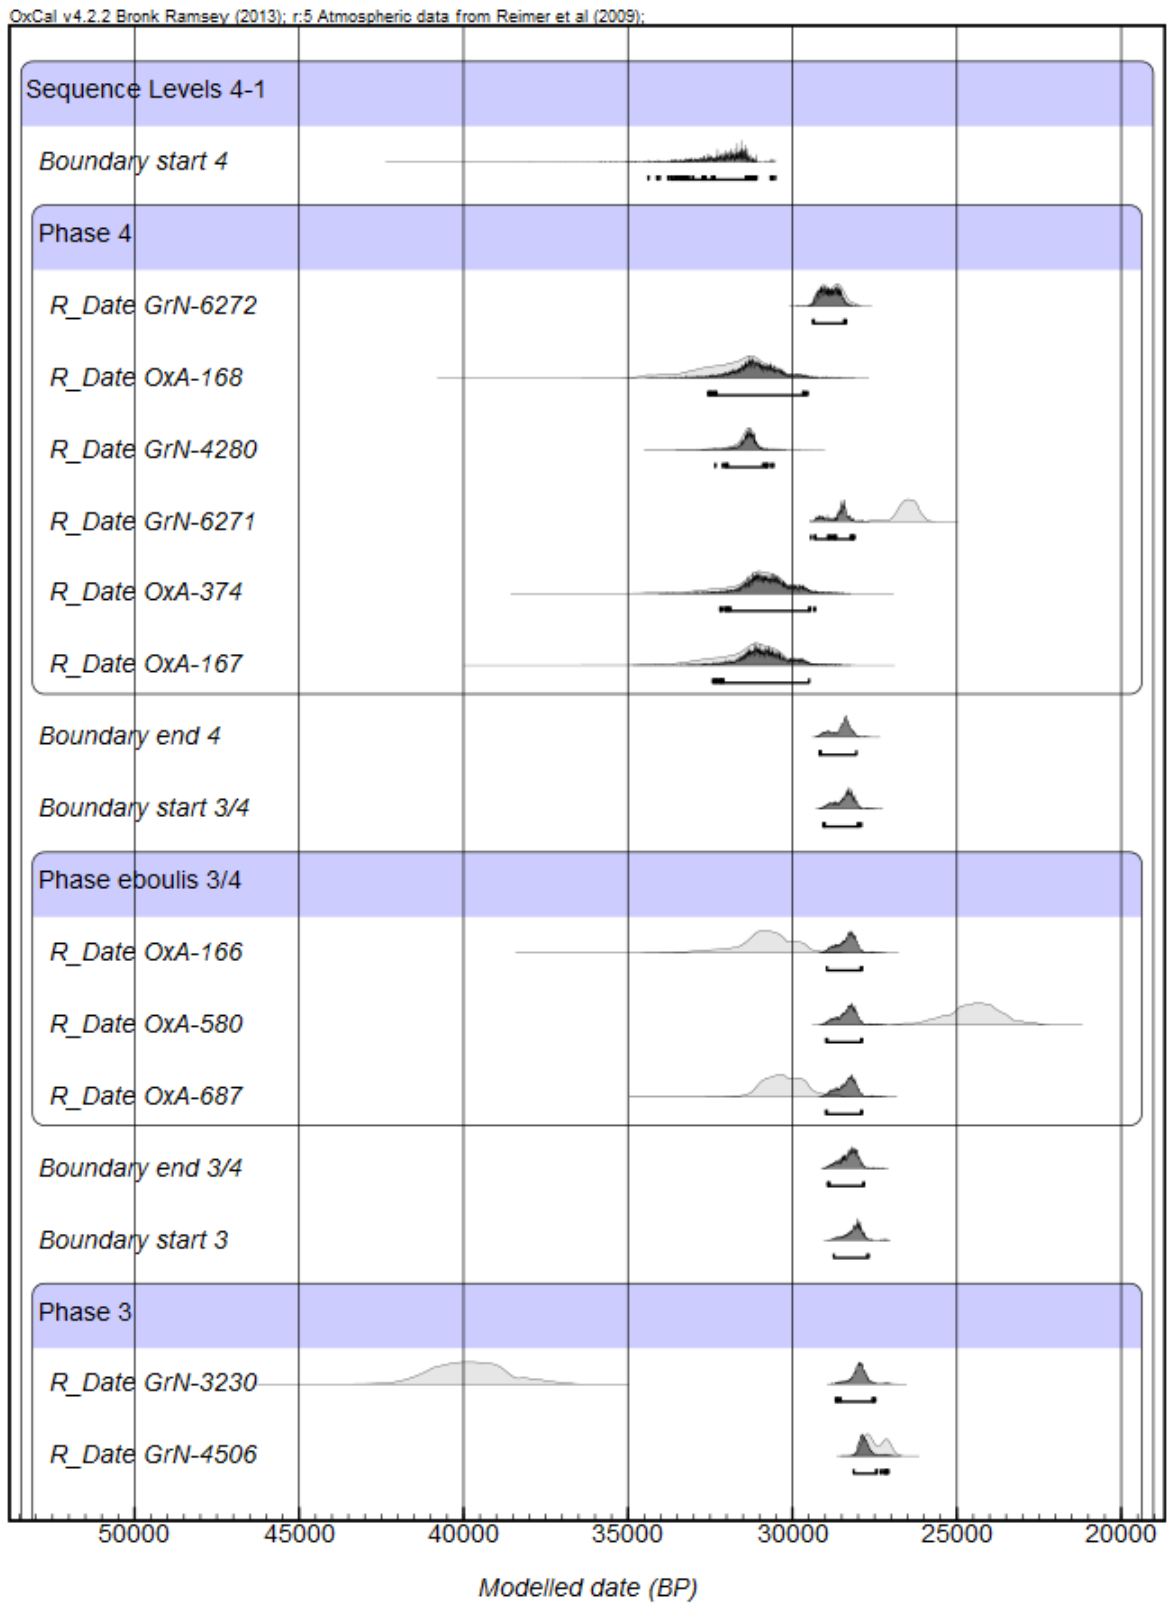 OxCal v4.2.2 Bronk Ramsey (2013); r:5 Atmospheric data from Reimer et al (2009);
Sequence Levels 4-1
Boundary start 4
Phase 4
R_Date GrN-6272
R_Date OxA-168
R_Date GrN-4280
R_Date GrN-6271
R_Date OxA-374
R_Date OxA-167
Boundary end 4
Boundary start 3/4
Phase eboulis 3/4
R_Date OxA-166
R_Date OxA-580
R_Date OxA-687
Boundary end 3/4
Boundary start 3
Phase 3
R_Date GrN-3230
R_Date GrN-4506
50000 45000 40000 35000 30000 25000 20000
Modelled date (BP)